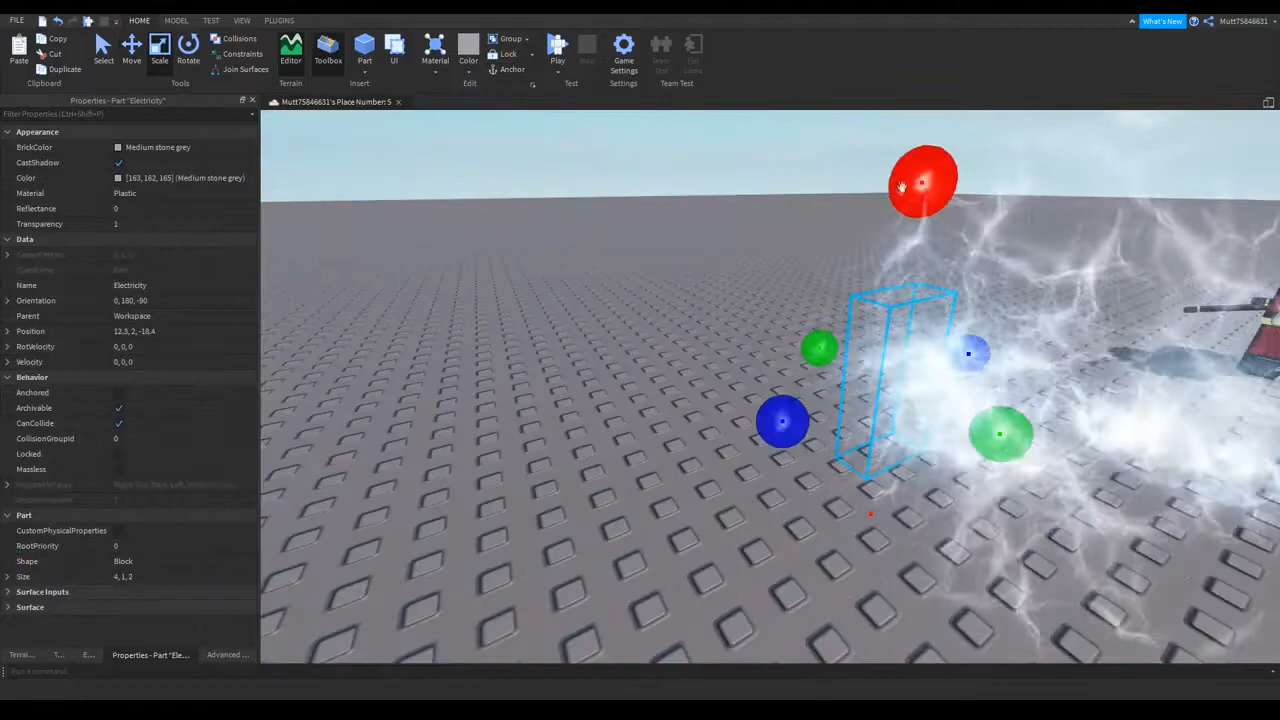 FILE HOME MODEL TEST VIEW PLUGINS What's New Mutt75846631
Copy Collisions Group
Cut Constraints Lock
Paste Duplicate Select Move Scale Rotate Join Surfaces Editor Toolbox Part UI Material Color Anchor Play Game Settings
Clipboard Tools Terrain Insert Edit Test Settings Team Test
Properties - Part "Electricity" Mutt75846631's Place Number: 5
Filter Properties (Ctrl+Shift+P)
Appearance
BrickColor Medium stone grey
CastShadow
Color [163, 162, 165] (Medium stone grey)
Material Plastic
Reflectance 0
Transparency 1
Data
Name Electricity
Orientation 0, 180, -90
Parent Workspace
Position 12.3, 2, -18.4
RotVelocity 0, 0, 0
Velocity 0, 0, 0
Behavior
Anchored
Archivable
CanCollide
CollisionGroupId 0
Locked
Massless
Part
CustomPhysicalProperties
RootPriority 0
Shape Block
Size 4, 1, 2
Surface Inputs
Surface
Terrai... T... E... Properties - Part "Ele... Advanced ...
Run a command